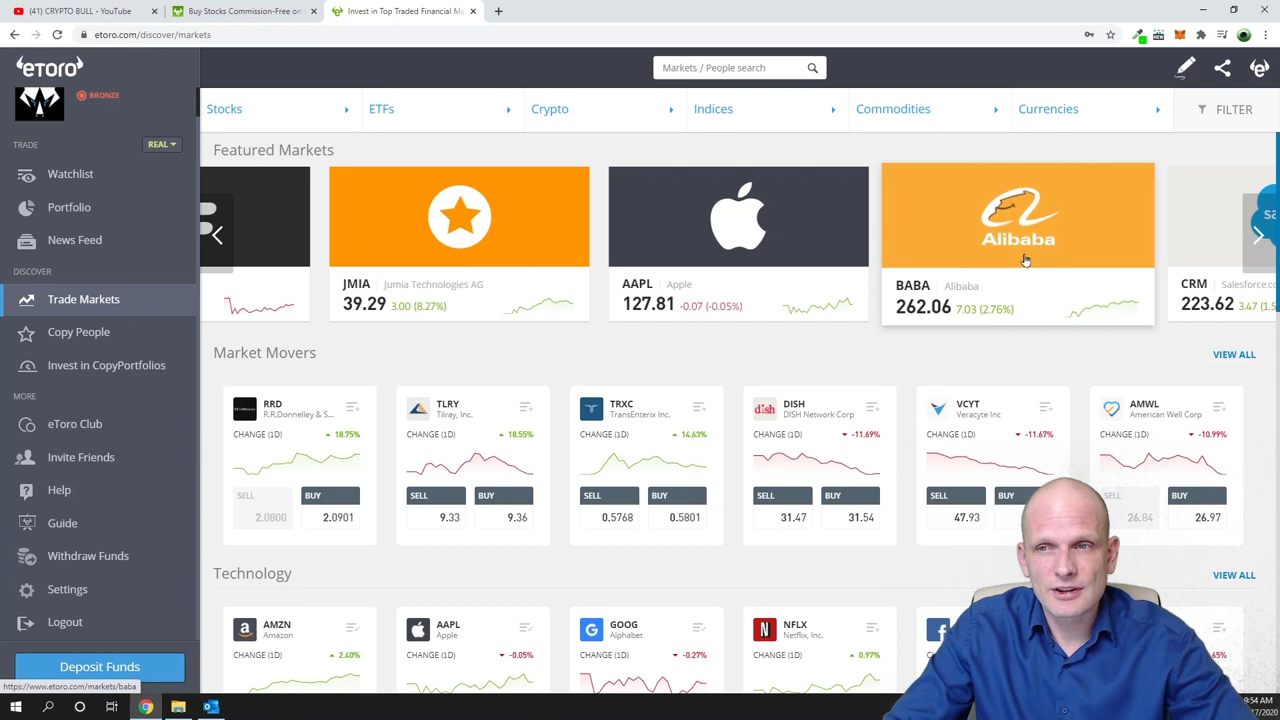 (41) CRYPTO BULL - YouTube
Buy Stocks Commission-Free on
Invest in Top Traded Financial Ma
etoro.com/discover/markets
eToro
BRONZE
Markets / People search
Stocks
ETFs
Crypto
Indices
Commodities
Currencies
FILTER
TRADE
REAL
Watchlist
Portfolio
News Feed
DISCOVER
Trade Markets
Copy People
Invest in CopyPortfolios
MORE
eToro Club
Invite Friends
Help
Guide
Withdraw Funds
Settings
Logout
Deposit Funds
https://www.etoro.com/markets/baba
Featured Markets
JMIA Jumia Technologies AG
39.29 3.00 (8.27%)
AAPL Apple
127.81 -0.07 (-0.05%)
Alibaba
BABA Alibaba
262.06 7.03 (2.76%)
CRM Salesforce.co
223.62 3.47 (1.5
Market Movers
VIEW ALL
RRD
R.R.Donnelley & S...
CHANGE (1D) 18.75%
SELL BUY
2.0800 2.0901
TLRY
Tilray, Inc.
CHANGE (1D) 18.55%
SELL BUY
9.33 9.36
TRXC
TransEnterix Inc.
CHANGE (1D) 14.63%
SELL BUY
0.5768 0.5801
dish
DISH
DISH Network Corp
CHANGE (1D) -11.69%
SELL BUY
31.47 31.54
VCYT
Veracyte Inc
CHANGE (1D) -11.67%
SELL BUY
47.93
AMWL
American Well Corp
CHANGE (1D) -10.99%
SELL BUY
26.84 26.97
Technology
VIEW ALL
AMZN
Amazon
CHANGE (1D) 2.40%
AAPL
Apple
CHANGE (1D) -0.05%
GOOG
Alphabet
CHANGE (1D) -0.27%
NFLX
Netflix, Inc.
CHANGE (1D) 0.97%